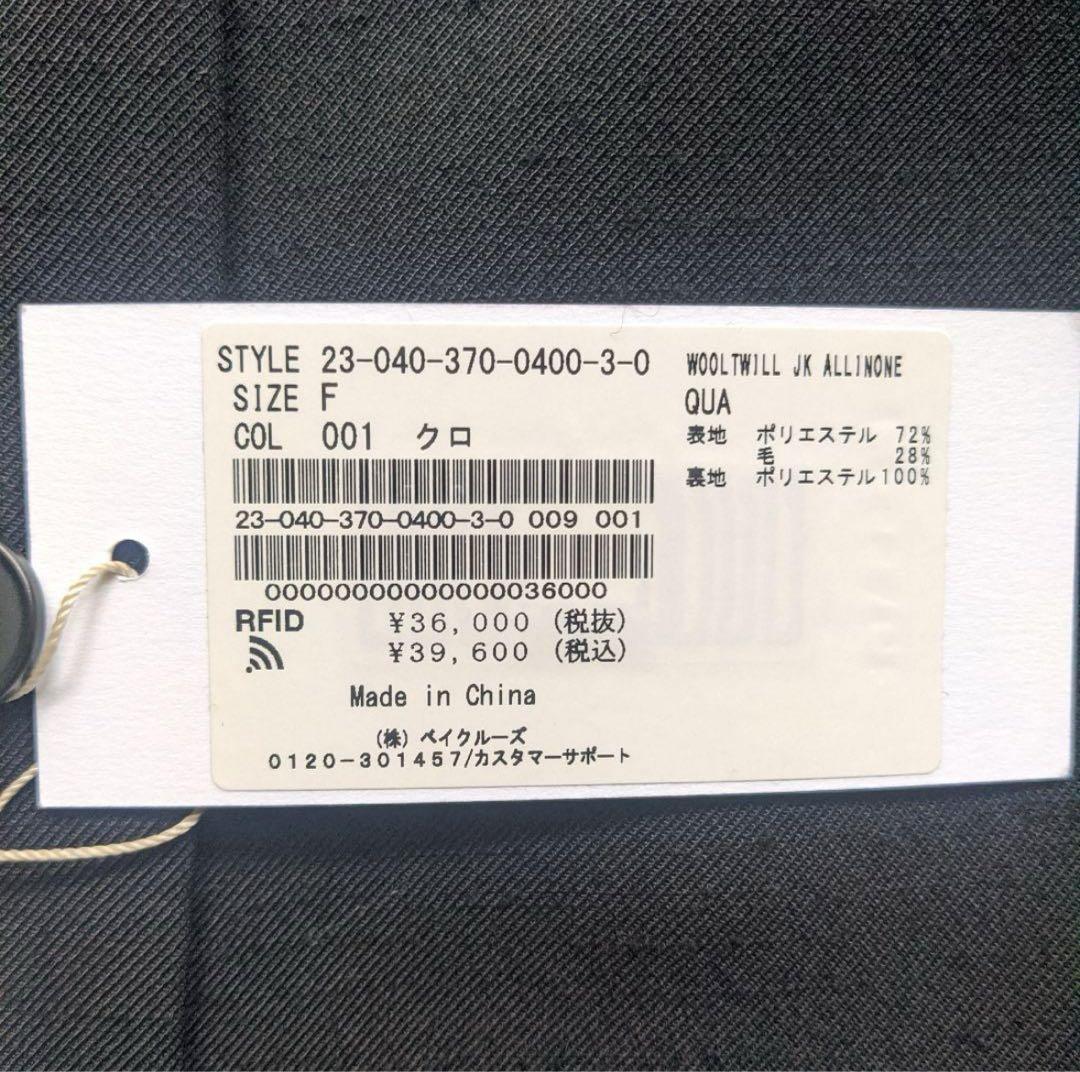 STYLE 23-040-370-0400-3-0
SIZE F
COL 001 クロ
23-040-370-0400-3-0 009 001
00000000000000036000
RFID ¥36,000 (税抜)
¥39,600 (税込)
Made in China
(株) ベイクルーズ
0120-301457/カスタマーサポート
WOOLTWILL JK ALLINONE
QUA
表地 ポリエステル 72%
毛 28%
裏地 ポリエステル100%